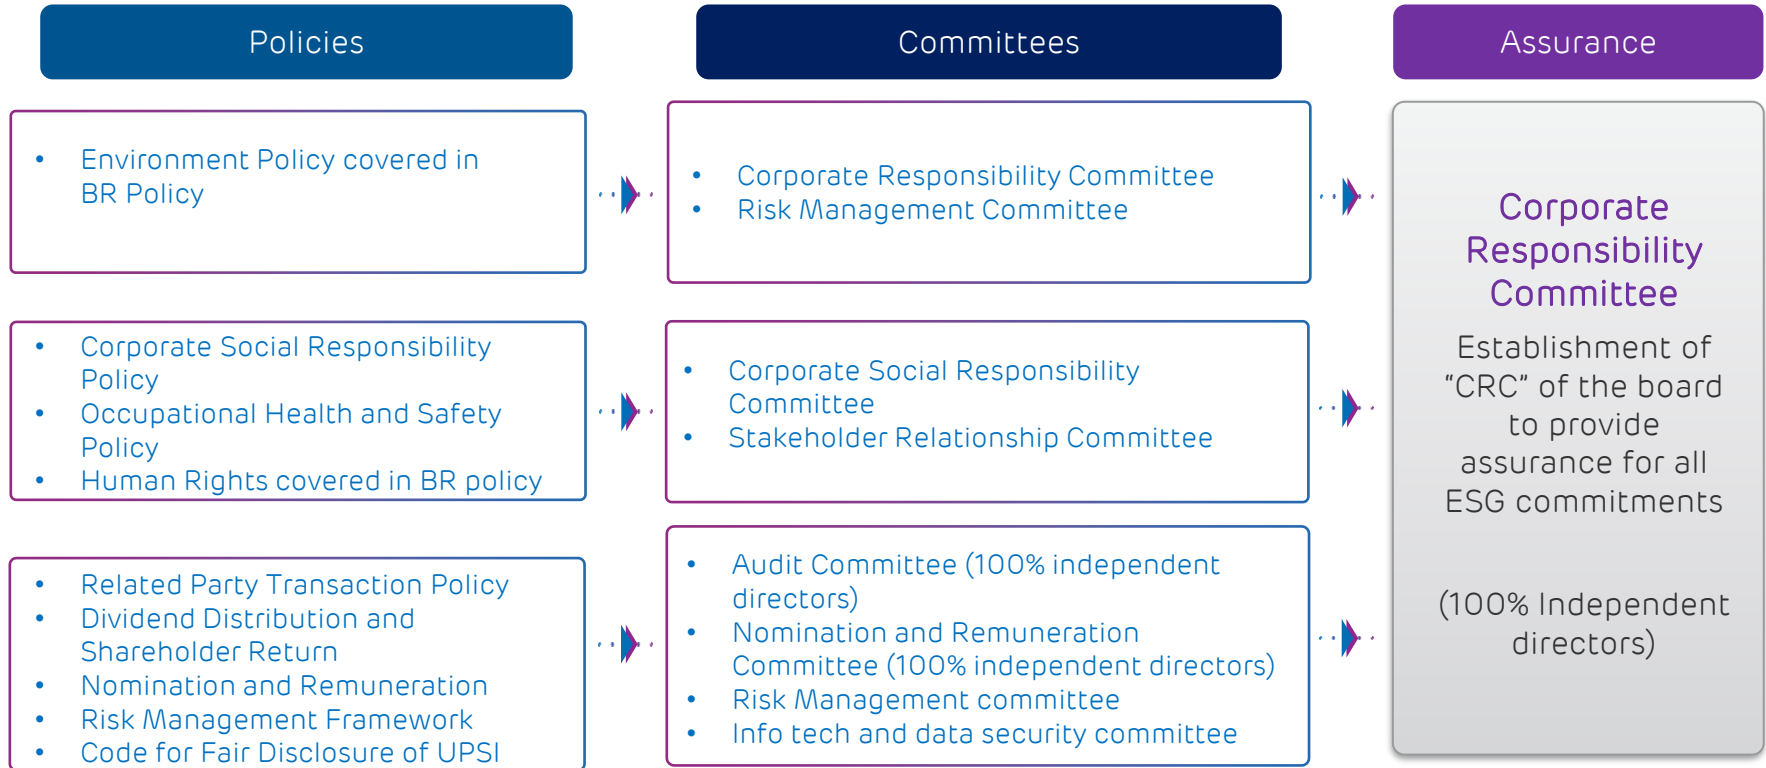 Policies
Committees
Assurance
• Environment Policy covered in
BR Policy
• Corporate Responsibility Committee
• Risk Management Committee
• Corporate Social Responsibility
Policy
• Occupational Health and Safety
Policy
• Human Rights covered in BR policy
• Corporate Social Responsibility
Committee
• Stakeholder Relationship Committee
• Related Party Transaction Policy
• Dividend Distribution and
Shareholder Return
• Nomination and Remuneration
• Risk Management Framework
• Code for Fair Disclosure of UPSI
• Audit Committee (100% independent
directors)
• Nomination and Remuneration
Committee (100% independent directors)
• Risk Management committee
• Info tech and data security committee
Corporate
Responsibility
Committee
Establishment of
“CRC” of the board
to provide
assurance for all
ESG commitments
(100% Independent
directors)